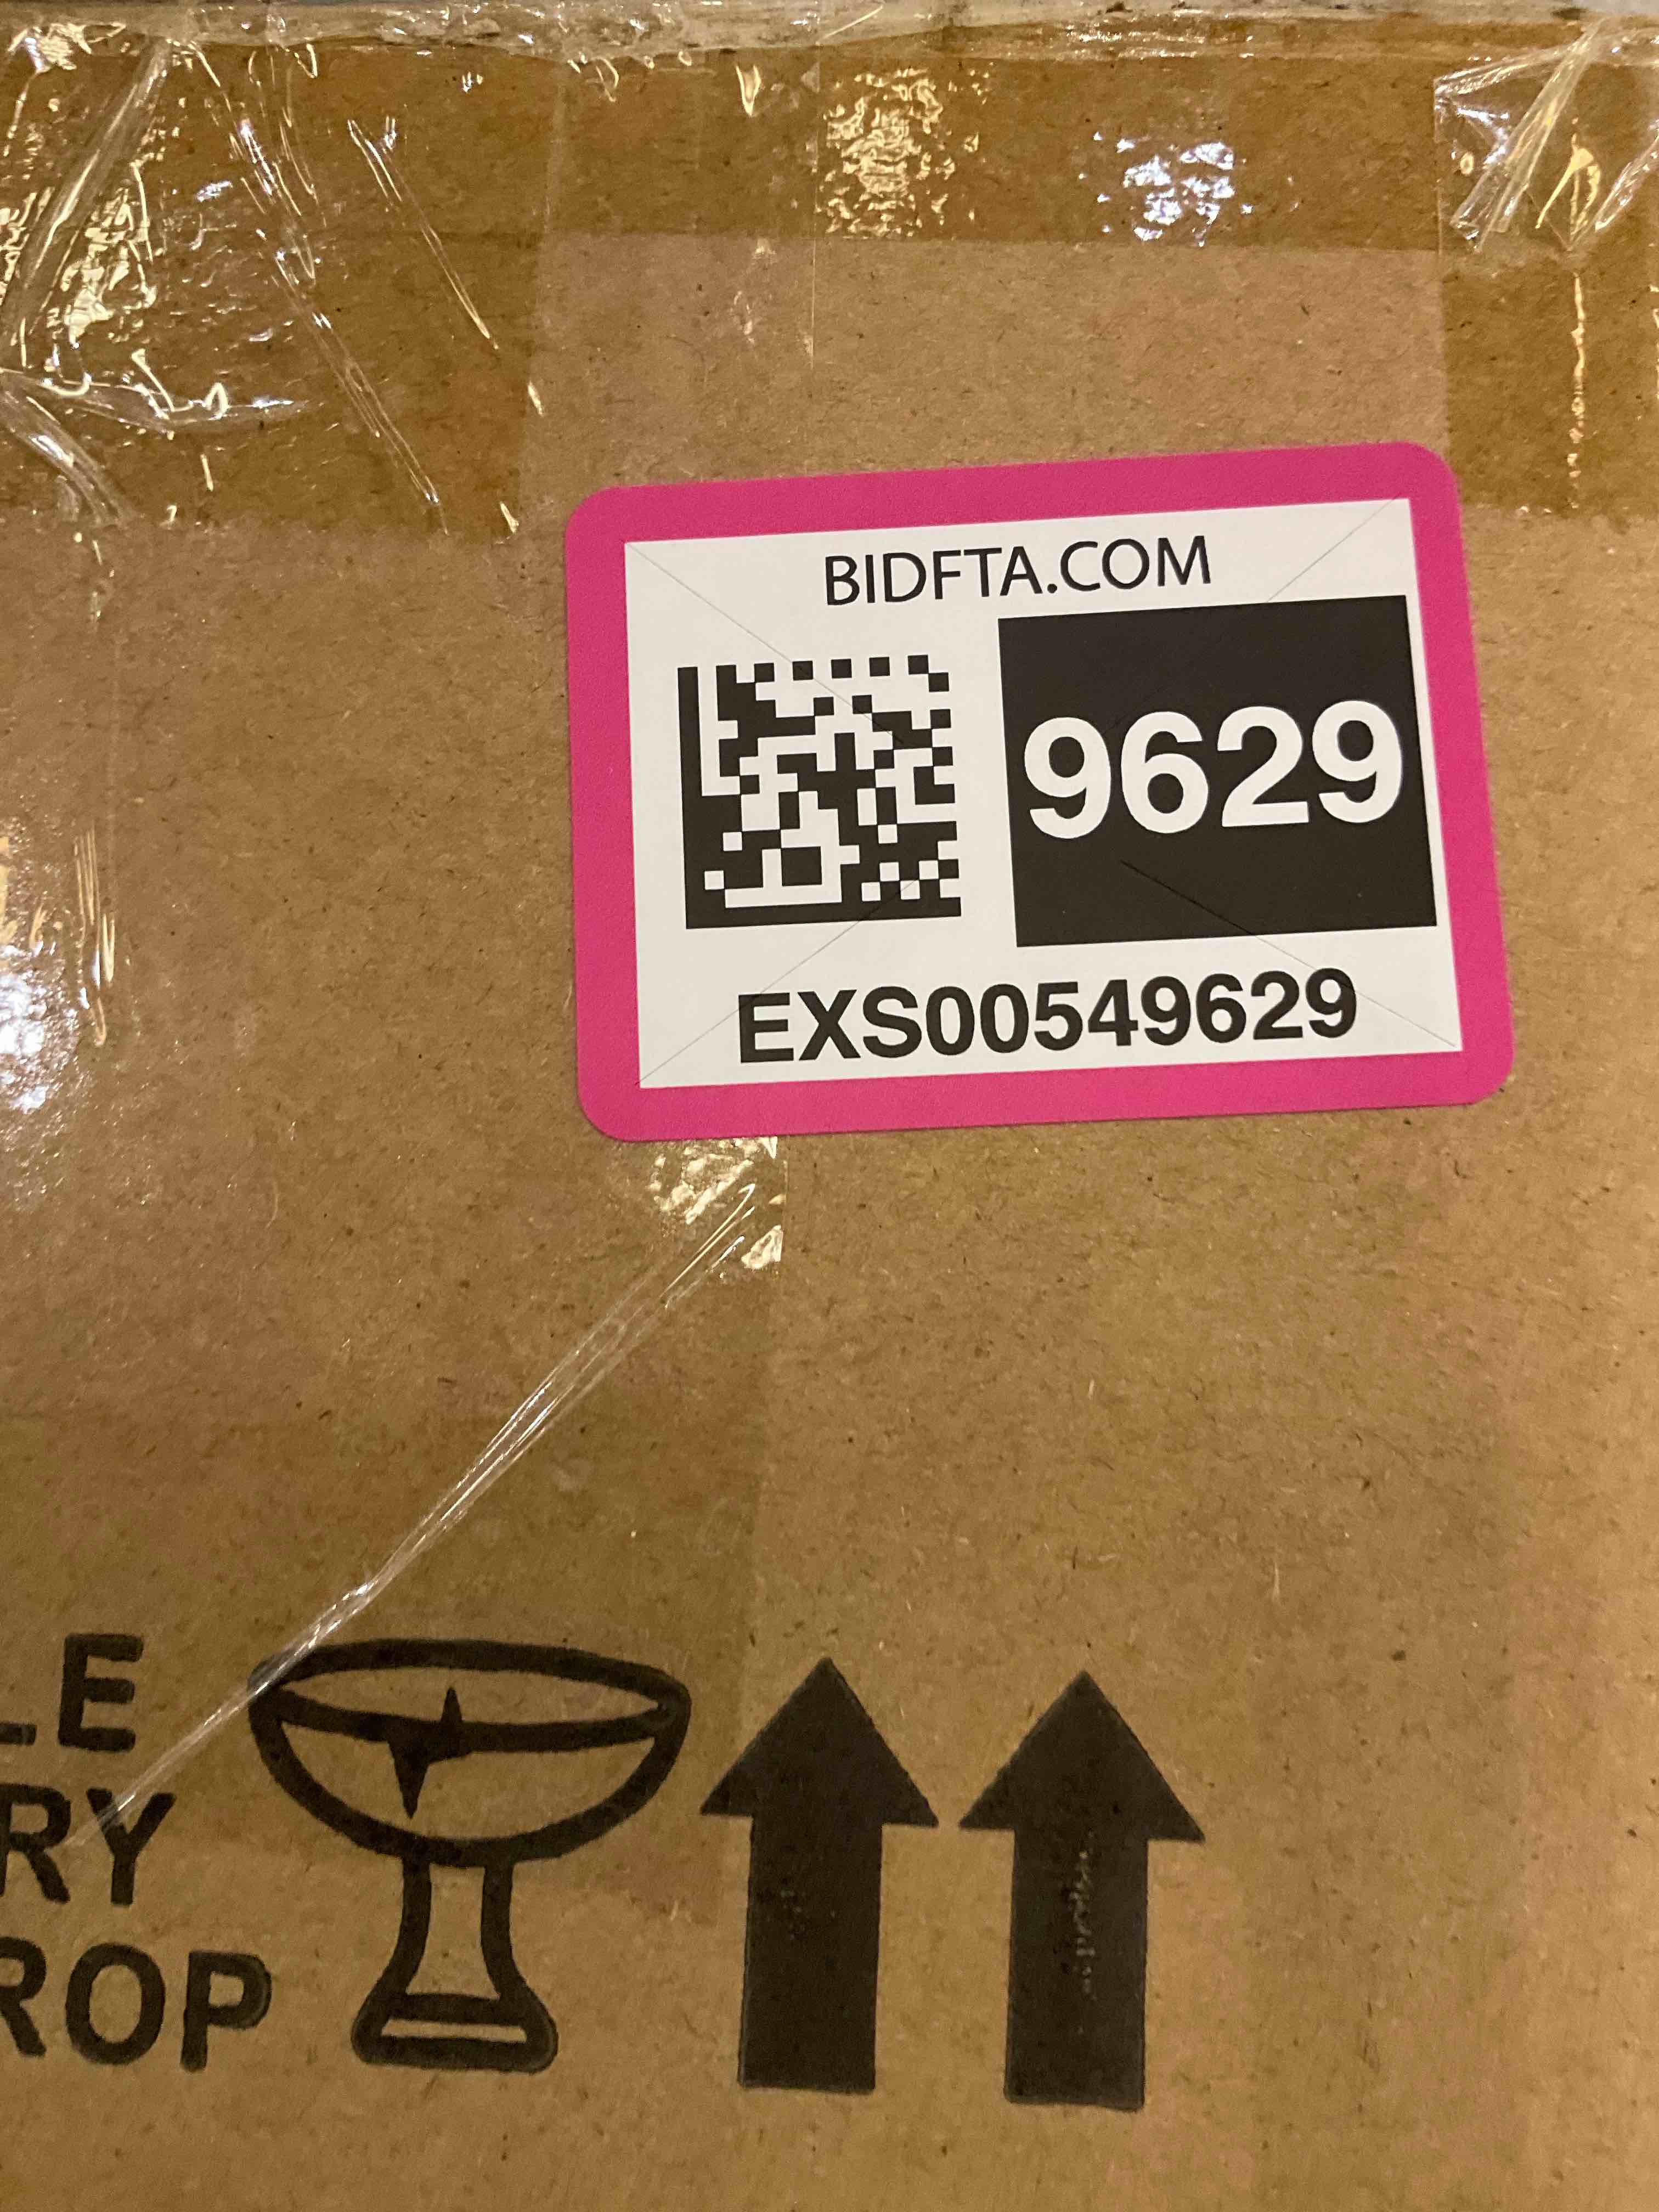 BIDFTA.COM
9629
EXS00549629
LE
RY
ROP